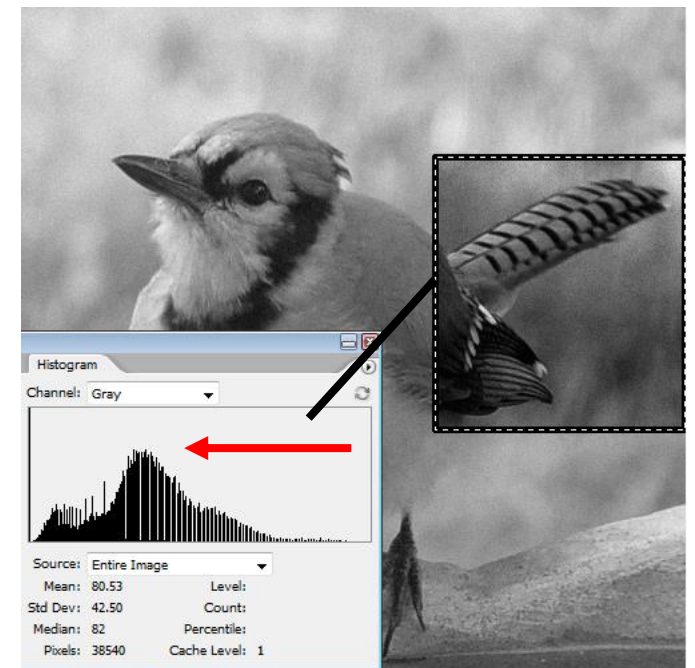 Histogram
Channel: Gray
Source: Entire Image
Mean: 80.53 Level:
Std Dev: 42.50 Count:
Median: 82 Percentile:
Pixels: 38540 Cache Level: 1